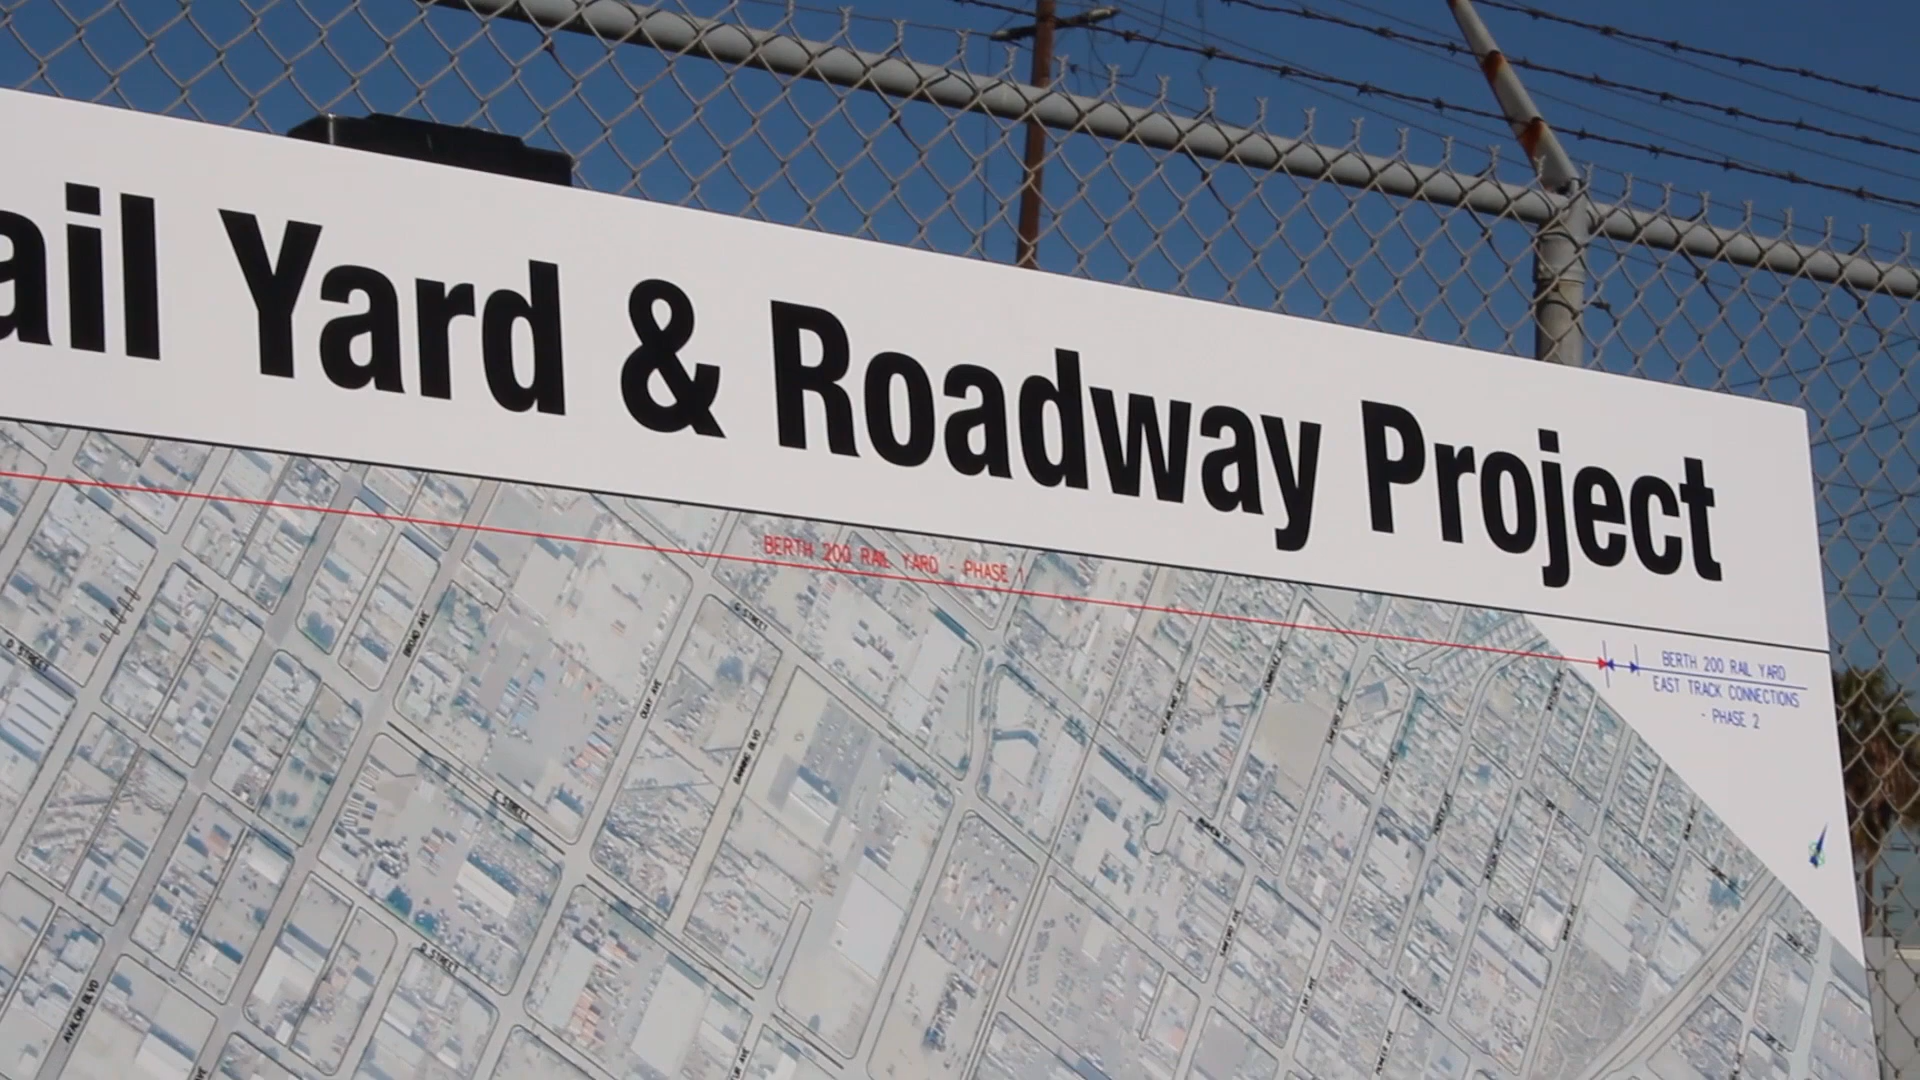 ail Yard & Roadway Project
BERTH 200 RAIL YARD - PHASE 1
BERTH 200 RAIL YARD
EAST TRACK CONNECTIONS
- PHASE 2
G STREET
D STREET
BROAD AVE
QUAY AVE
BANNING BLVD
E STREET
D STREET
AVALON BLVD